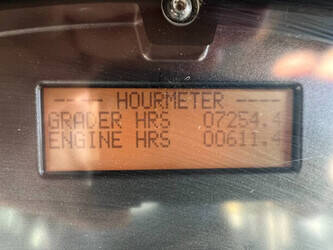 --- HOURMETER ---
GRADER HRS 07254.4
ENGINE HRS 00611.4